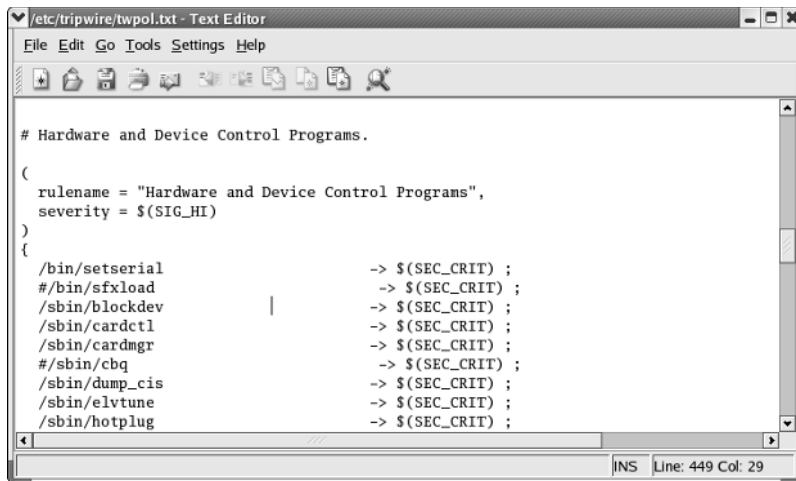 /etc/tripwire/twpol.txt - Text Editor
File Edit Go Tools Settings Help
# Hardware and Device Control Programs.
(
rulename = "Hardware and Device Control Programs",
severity = $(SIG_HI)
)
{
/bin/setserial -> $(SEC_CRIT) ;
#/bin/sfxload -> $(SEC_CRIT) ;
/sbin/blockdev -> $(SEC_CRIT) ;
/sbin/cardctl -> $(SEC_CRIT) ;
/sbin/cardmgr -> $(SEC_CRIT) ;
#/sbin/cbq -> $(SEC_CRIT) ;
/sbin/dump_cis -> $(SEC_CRIT) ;
/sbin/elvtune -> $(SEC_CRIT) ;
/sbin/hotplug -> $(SEC_CRIT) ;
INS Line: 449 Col: 29